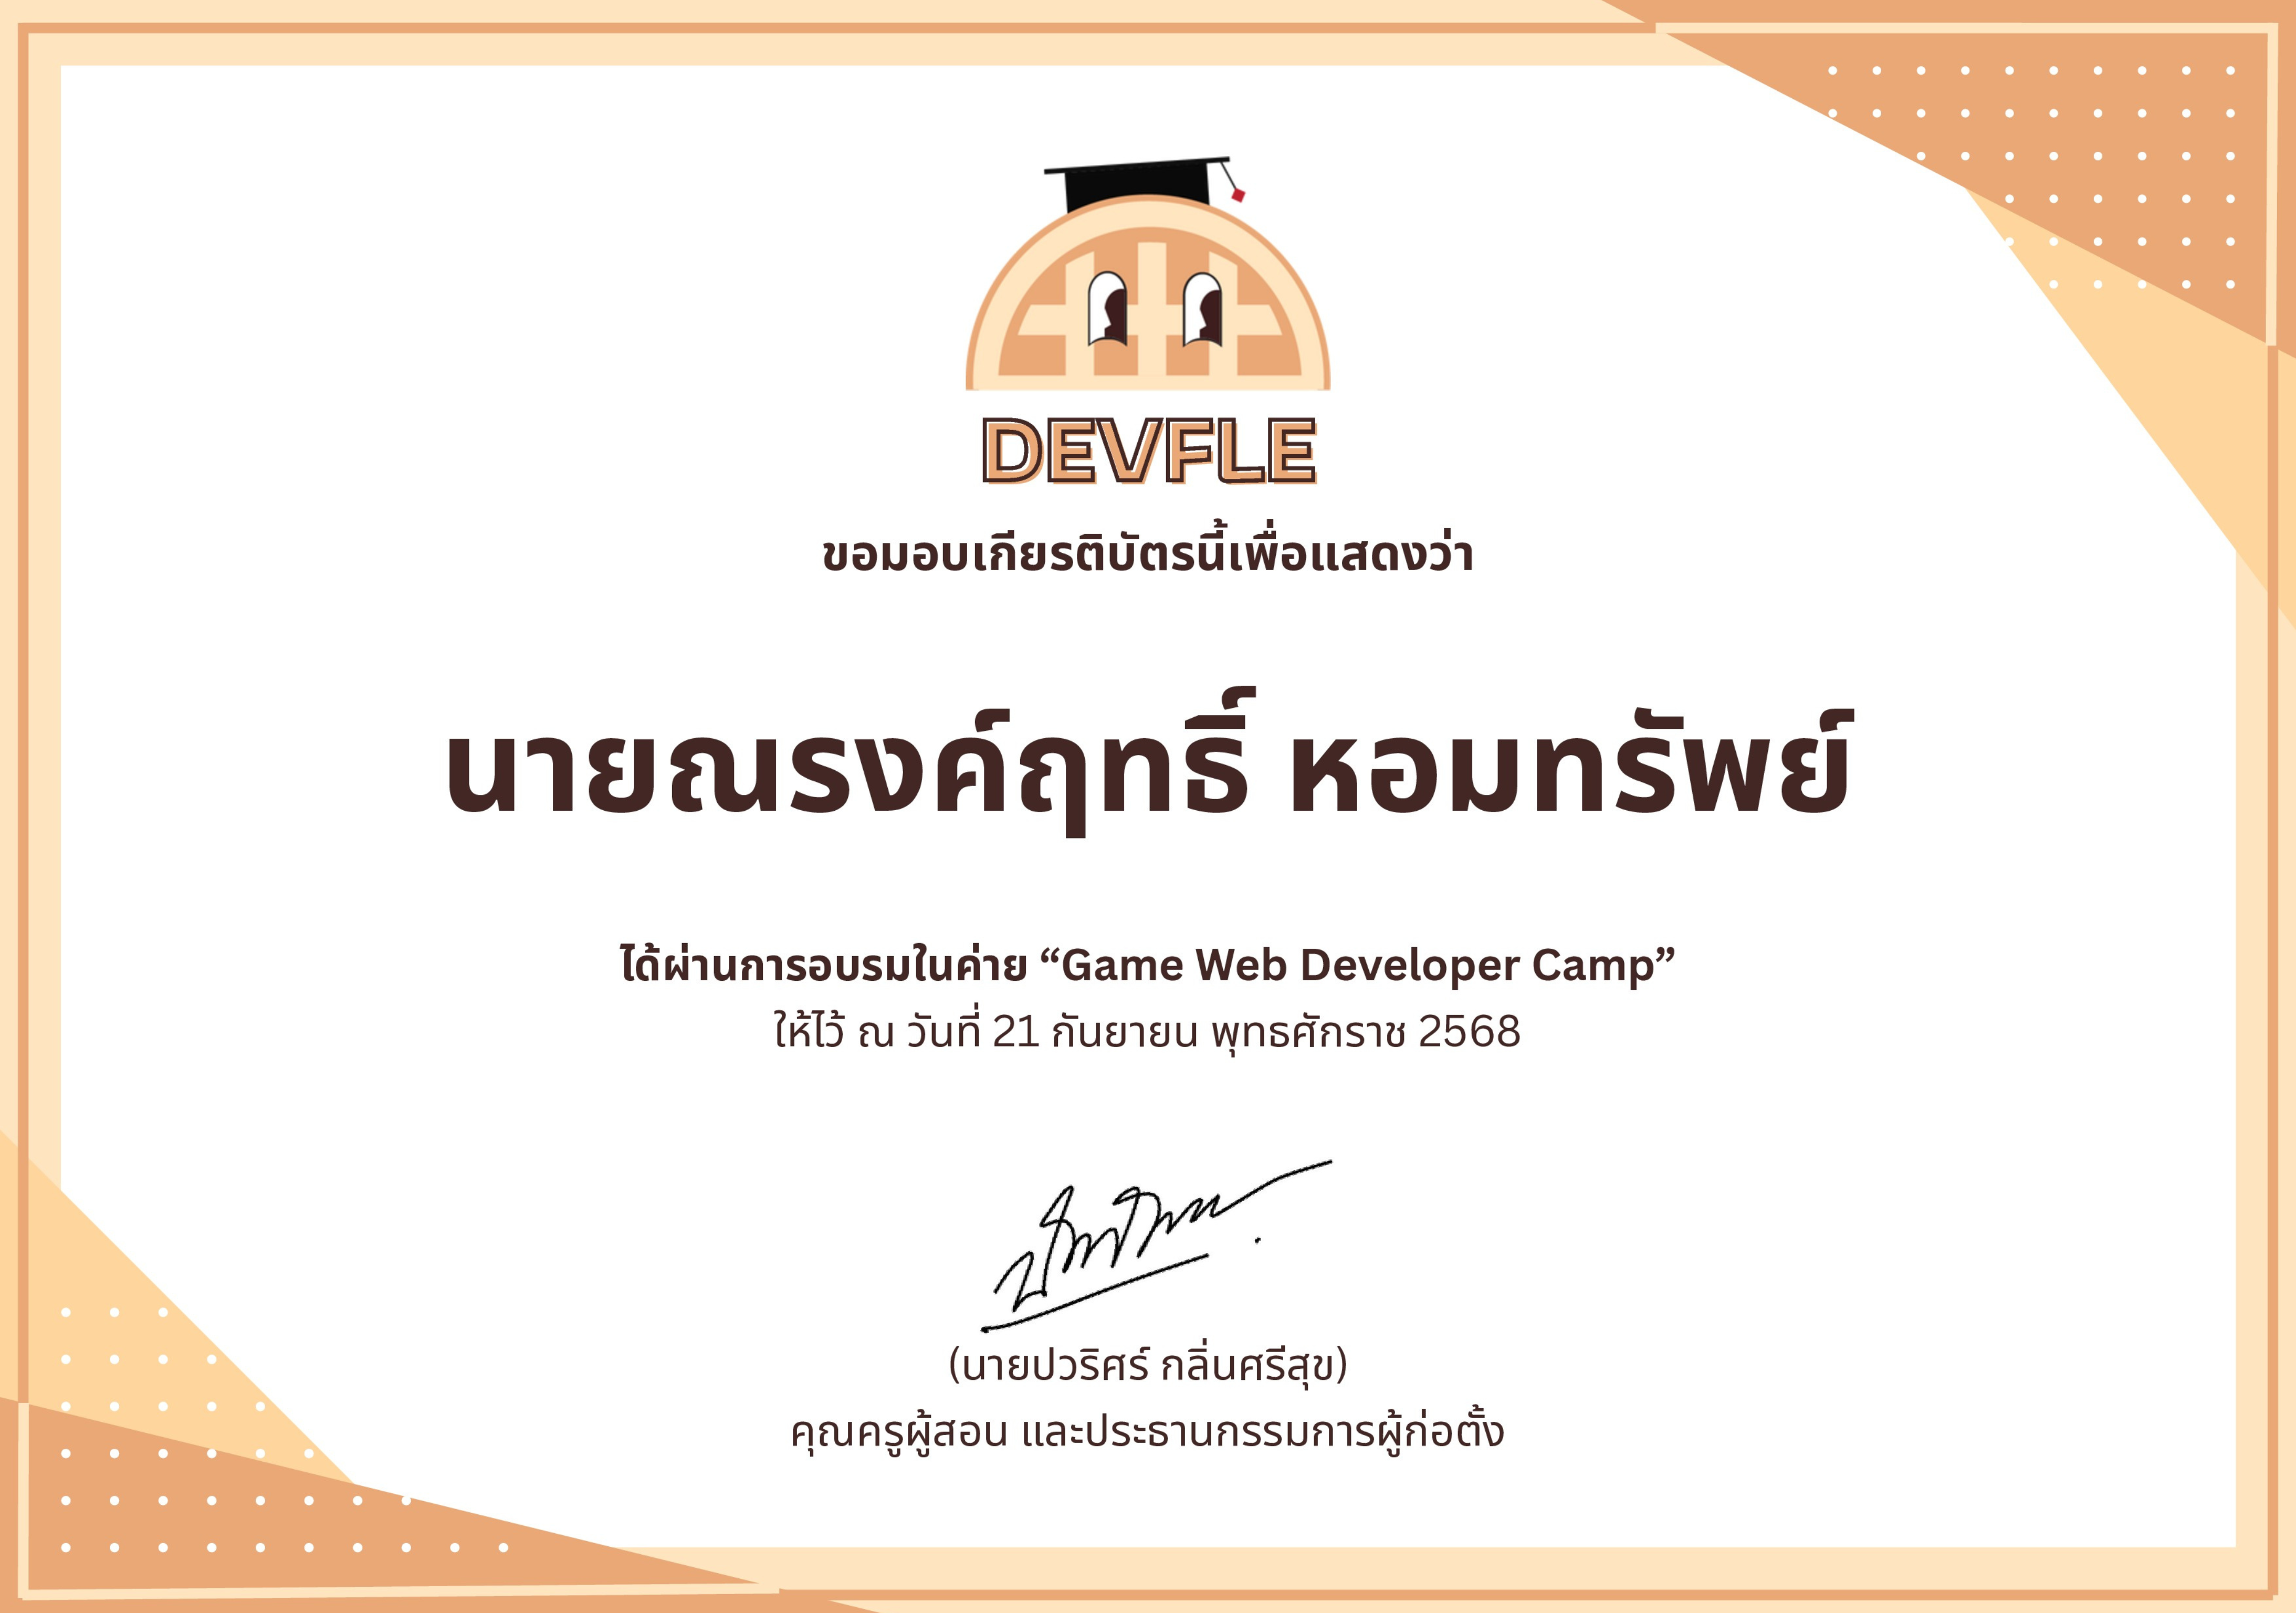 DEVFLE
ขอมอบเกียรติบัตรนี้เพื่อแสดงว่า
นายณรงค์ฤทธิ์ หอมทรัพย์
ได้ผ่านการอบรมในค่าย “Game Web Developer Camp”
ให้ไว้ ณ วันที่ 21 กันยายน พุทธศักราช 2568
(นายปวริศร์ กลิ่นศรีสุข)
คุณครูผู้สอน และประธานกรรมการผู้ก่อตั้ง